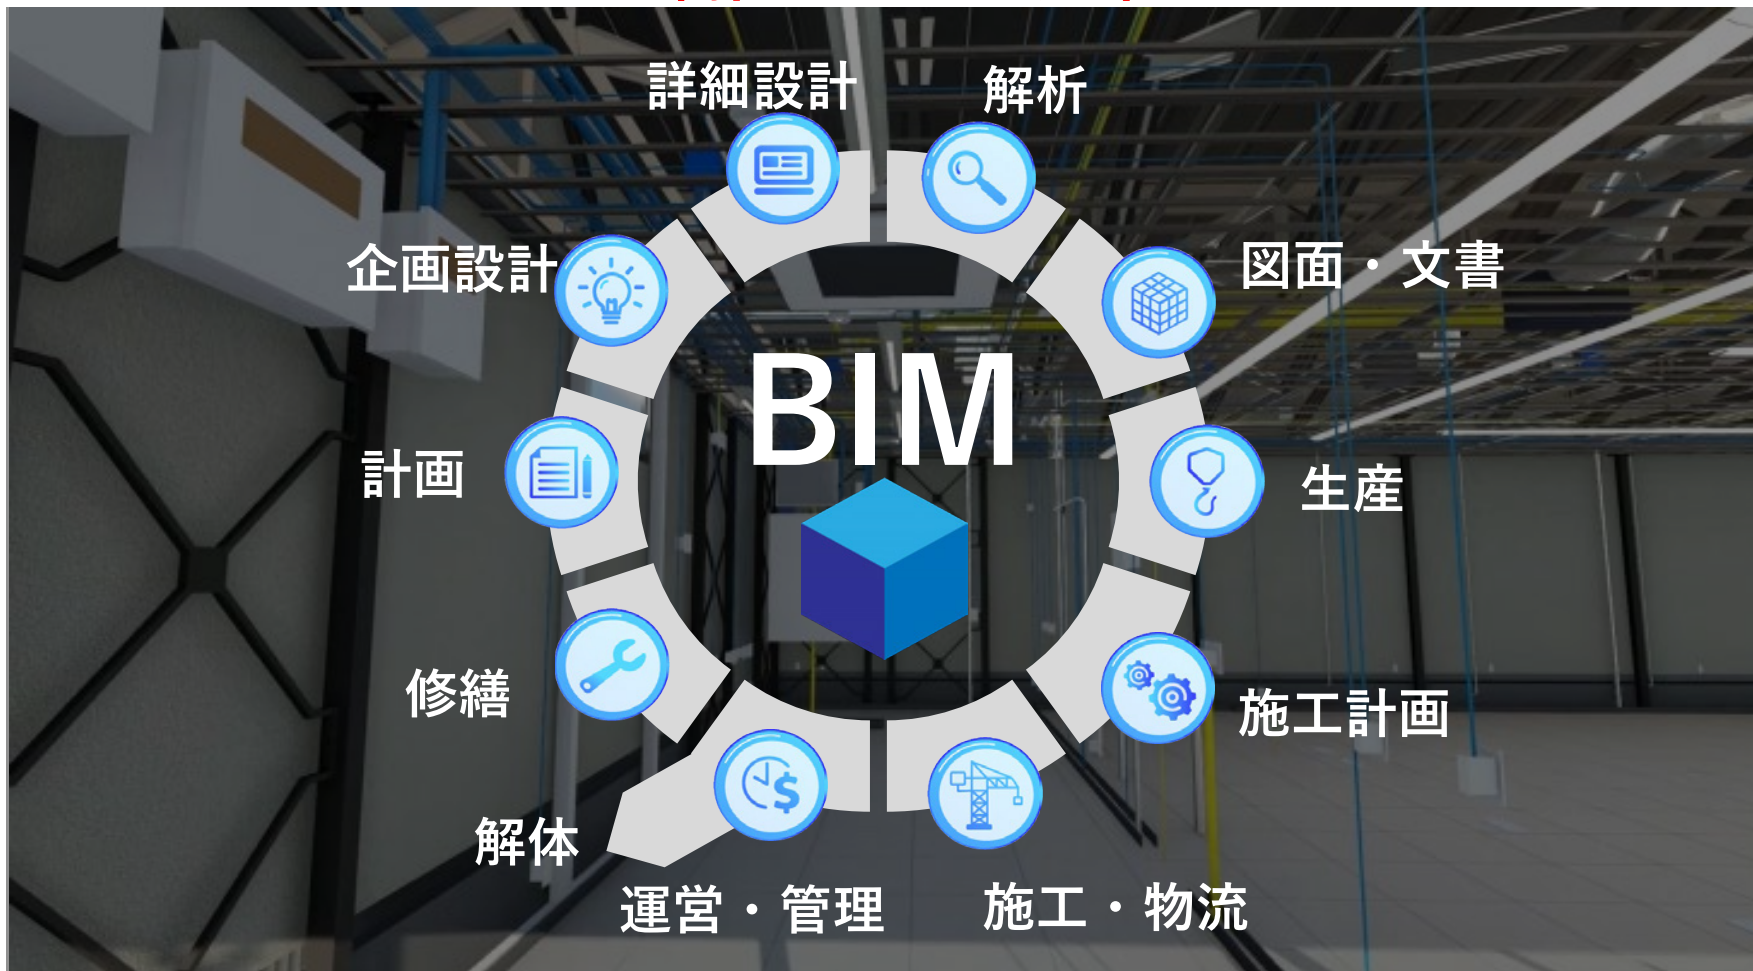 詳細設計
解析
企画設計
図面・文書
BIM
計画
生産
修繕
施工計画
解体
運営・管理
施工・物流